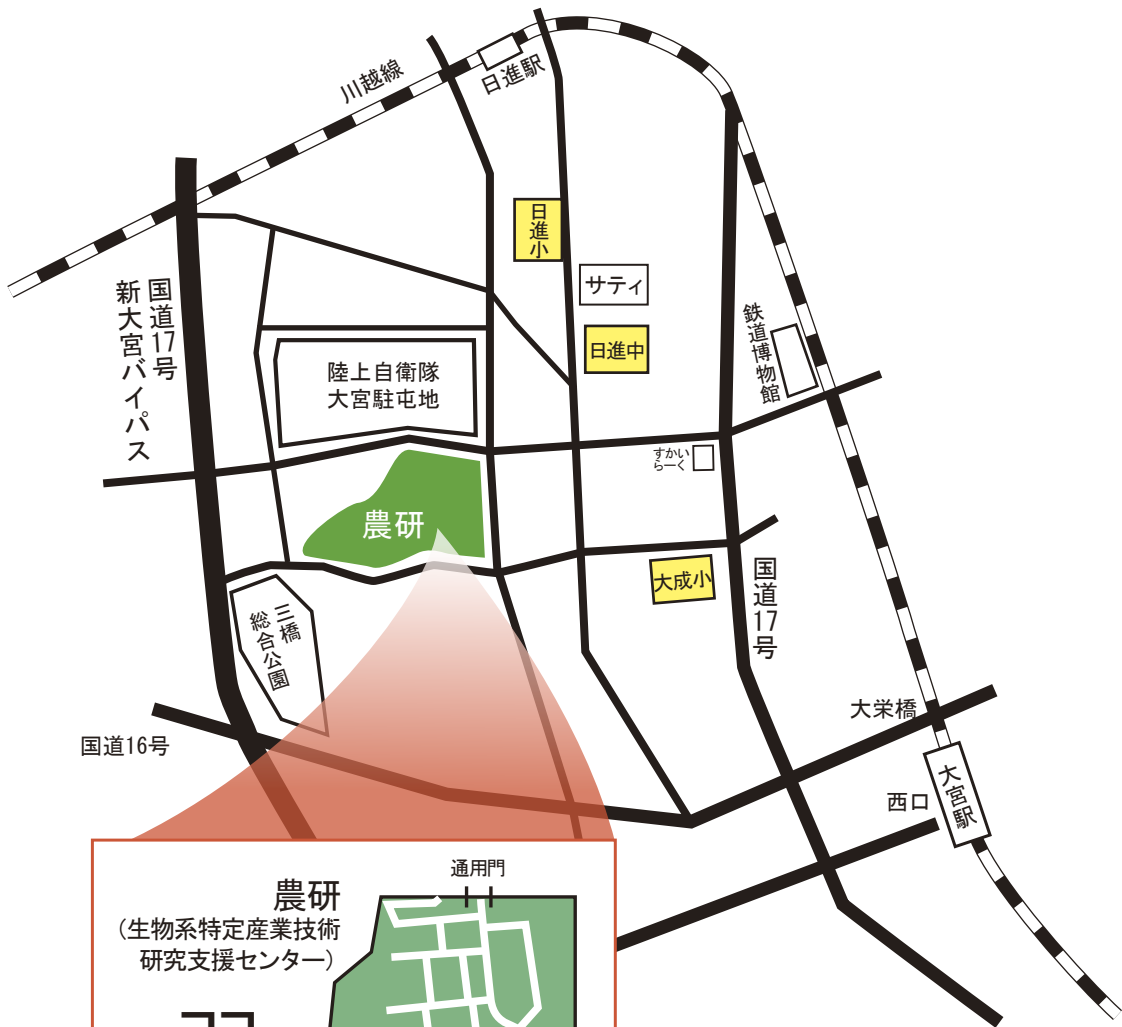 川越線
日進駅
日進小
サティ
日進中
鉄道博物館
国道17号
新大宮バイパス
陸上自衛隊
大宮駐屯地
すかい
らーく
農研
大成小
国道17号
三橋
総合公園
大栄橋
国道16号
西口
大宮駅
通用門
農研
(生物系特定産業技術
研究支援センター)